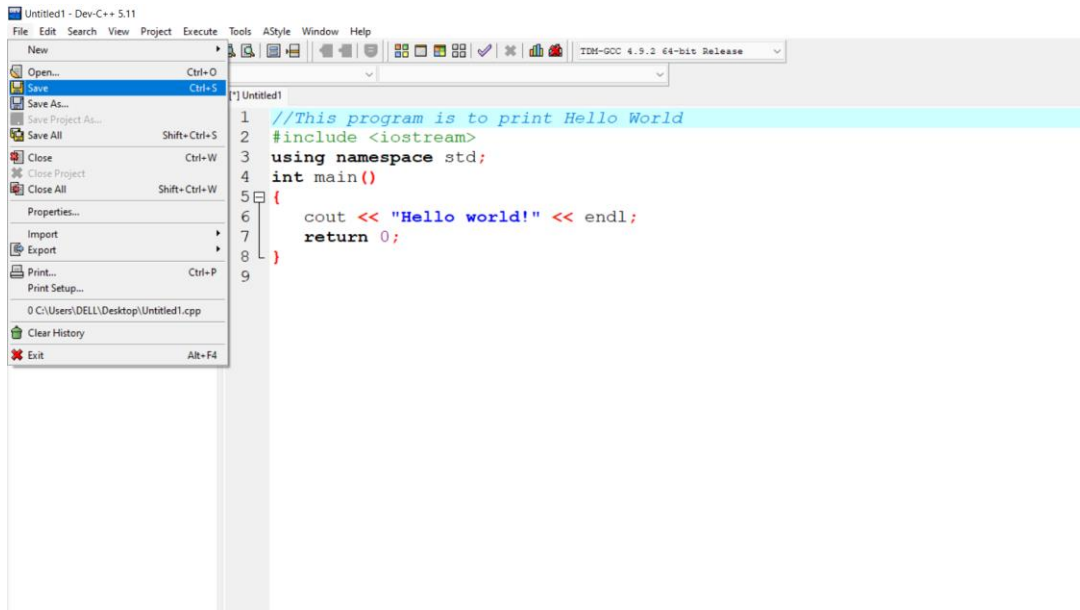 Untitled1 - Dev-C++ 5.11
File Edit Search View Project Execute Tools AStyle Window Help
TDM-GCC 4.9.2 64-bit Release
New
Open... Ctrl+O
Save Ctrl+S
Save As...
Save Project As...
Save All Shift+Ctrl+S
Close Ctrl+W
Close Project
Close All Shift+Ctrl+W
Properties...
Import
Export
Print... Ctrl+P
Print Setup...
0 C:\Users\DELL\Desktop\Untitled1.cpp
Clear History
Exit Alt+F4
[*] Untitled1
1 //This program is to print Hello World
2 #include <iostream>
3 using namespace std;
4 int main()
5 {
6 cout << "Hello world!" << endl;
7 return 0;
8 }
9